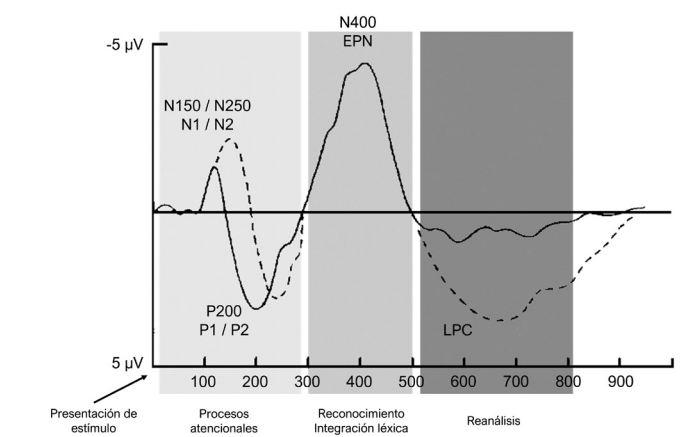 N400
EPN
-5 µV
N150 / N250
N1 / N2
P200
P1 / P2
LPC
5 µV
100 200 300 400 500 600 700 800 900
Presentación de
estímulo
Procesos
atencionales
Reconocimiento
Integración léxica
Reanálisis